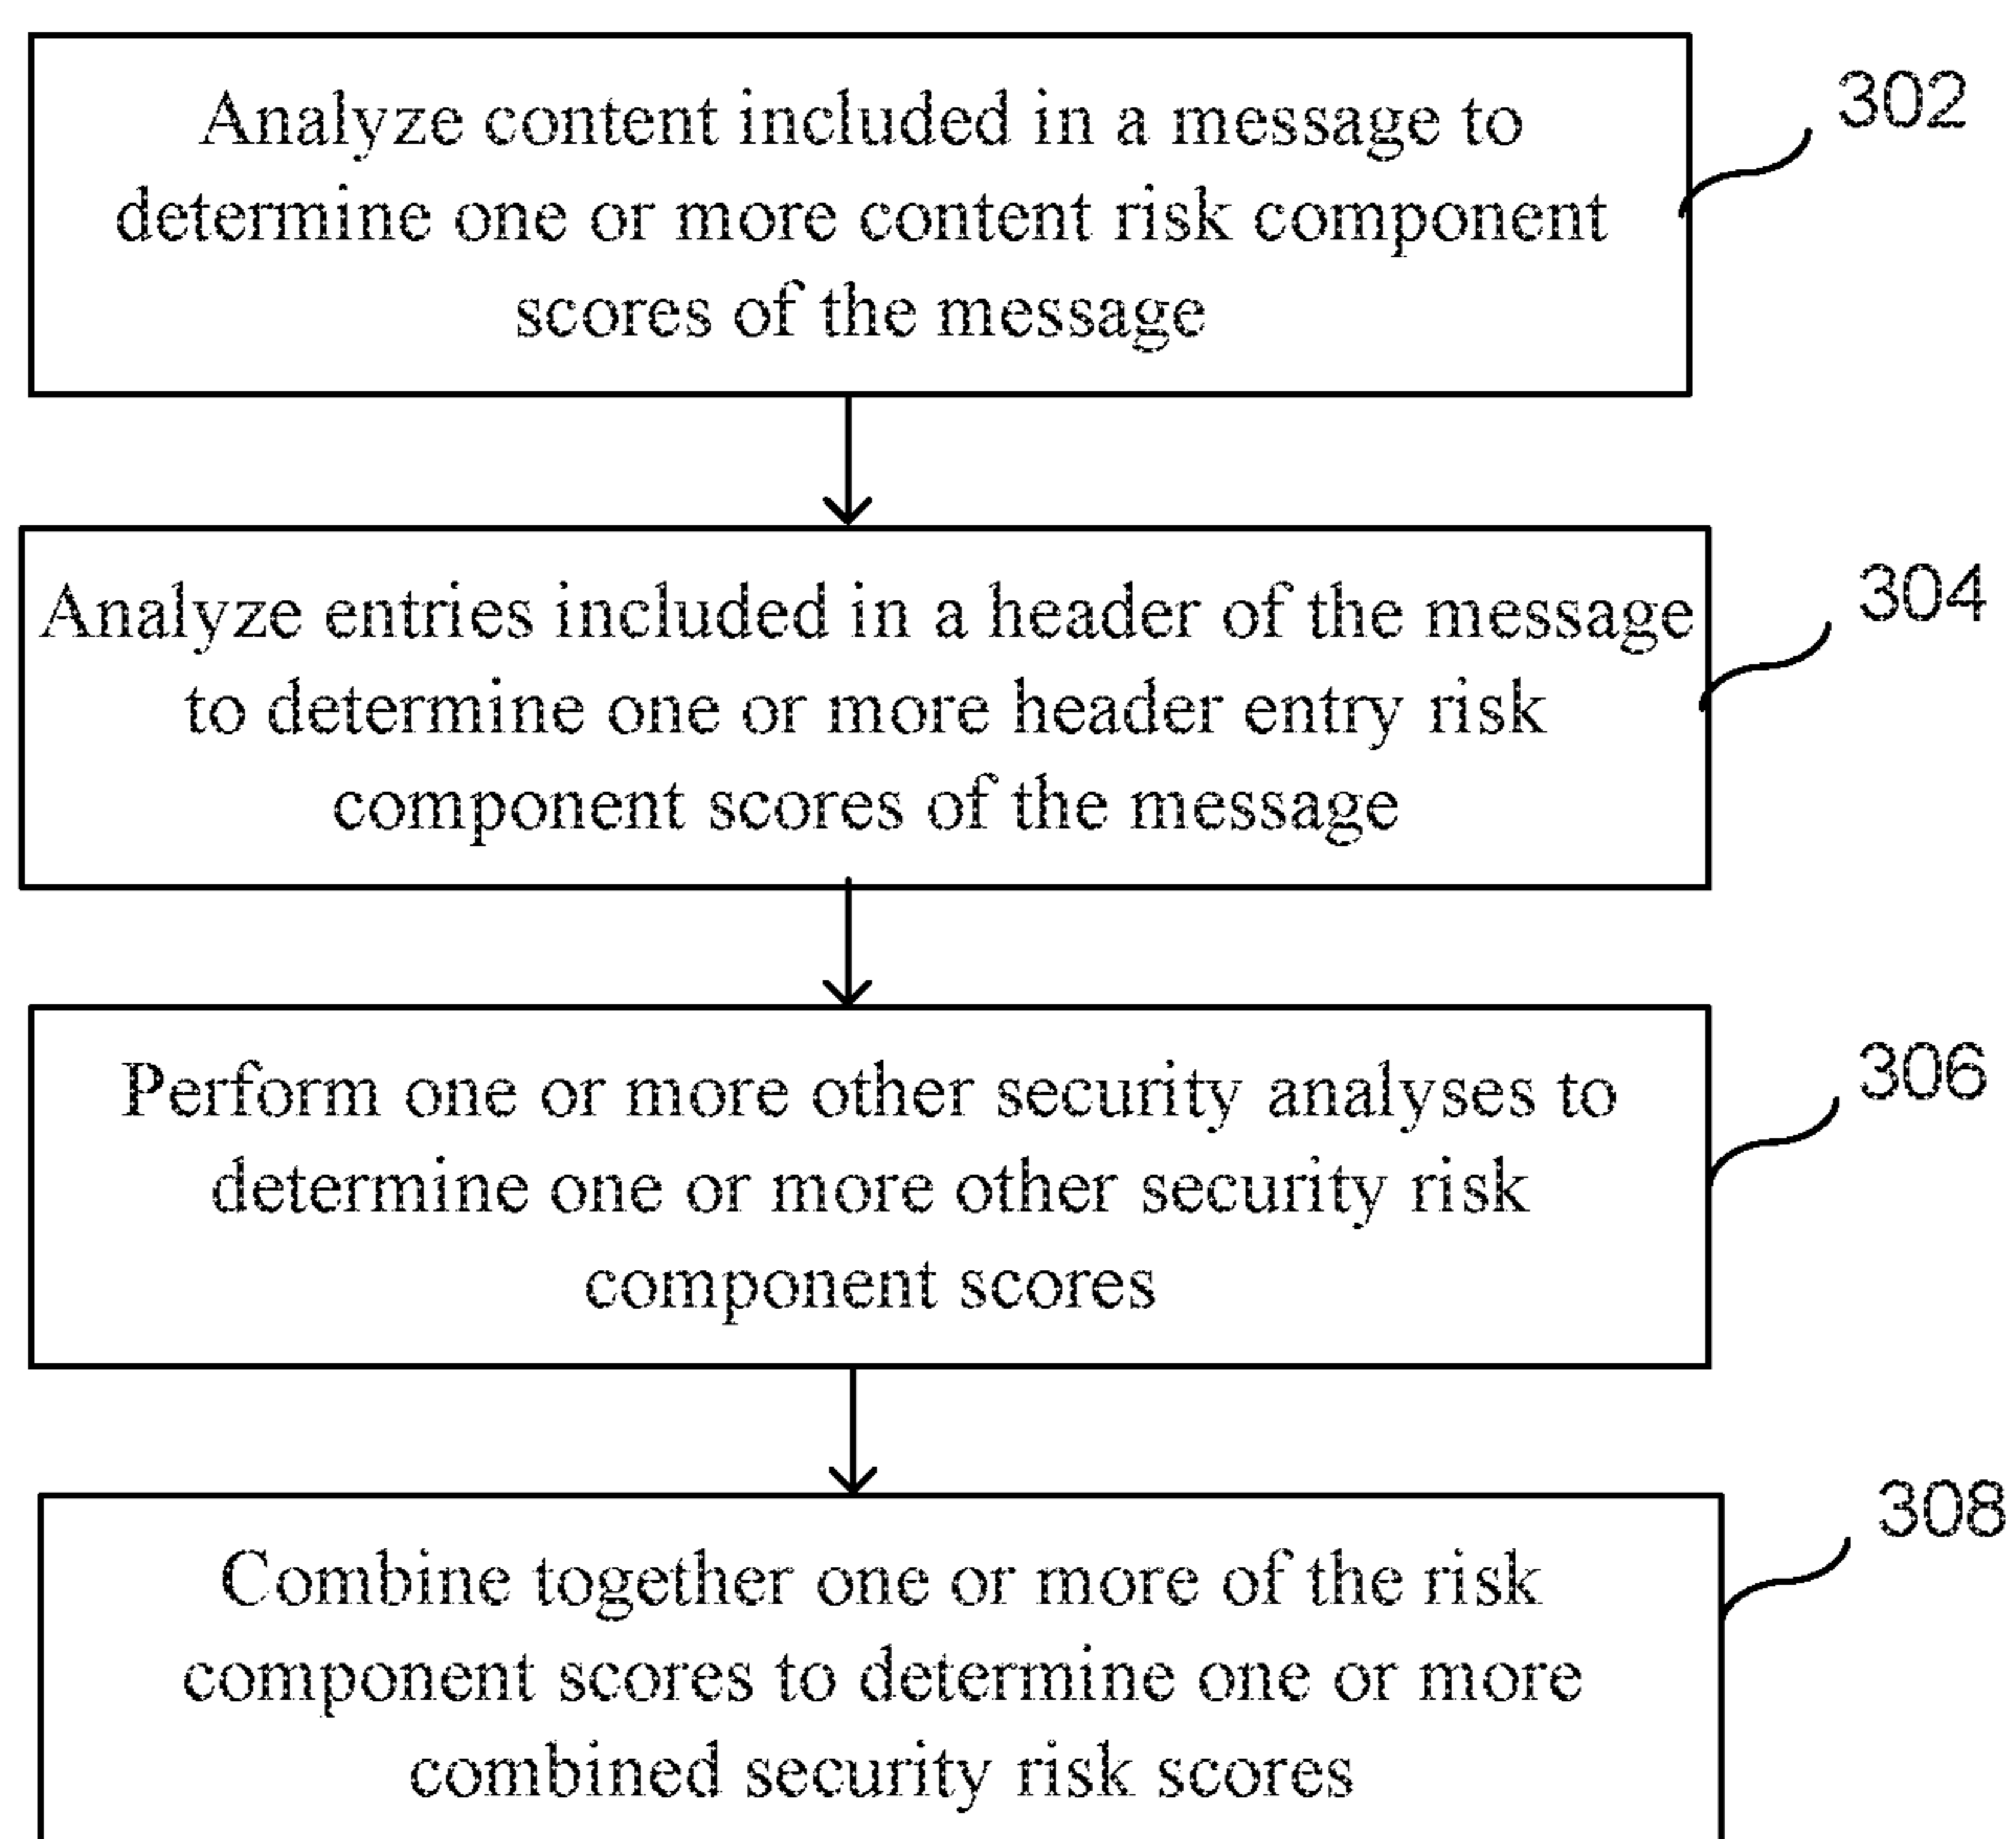 Analyze content included in a message to
determine one or more content risk component
scores of the message
302
Analyze entries included in a header of the message
to determine one or more header entry risk
component scores of the message
304
Perform one or more other security analyses to
determine one or more other security risk
component scores
306
Combine together one or more of the risk
component scores to determine one or more
combined security risk scores
308